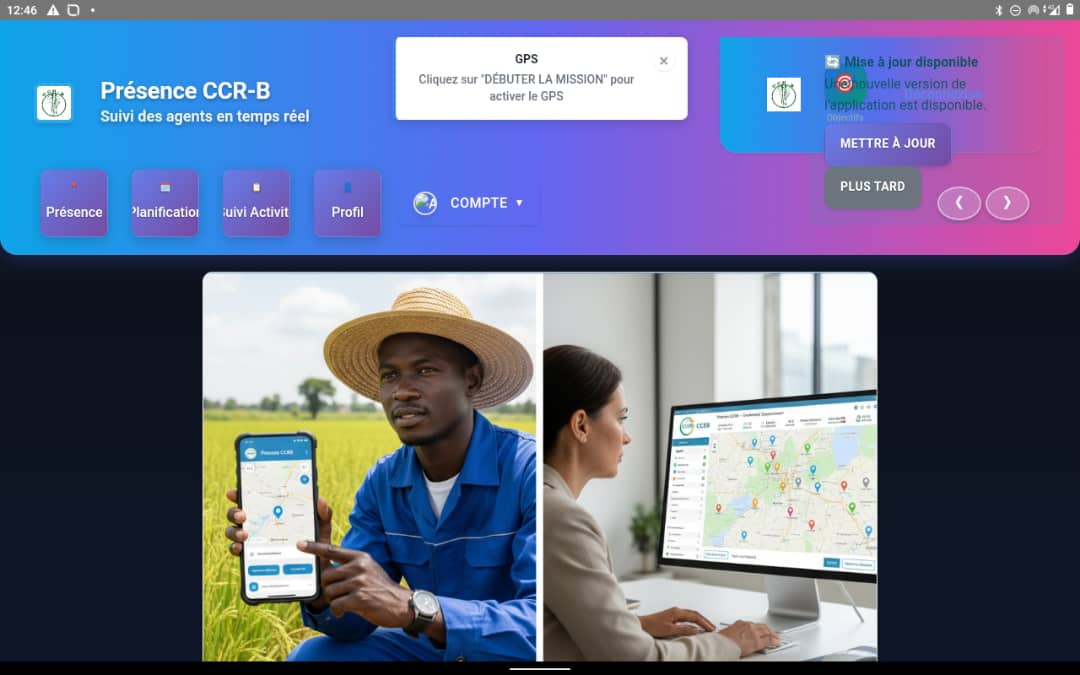 12:46
GPS
Cliquez sur "DÉBUTER LA MISSION" pour
activer le GPS
Présence CCR-B
Suivi des agents en temps réel
Mise à jour disponible
Une nouvelle version de
l'application est disponible.
Objectifs
METTRE À JOUR
PLUS TARD
Présence
Planification
Suivi Activit
Profil
COMPTE
Présence CCRB
CCRB